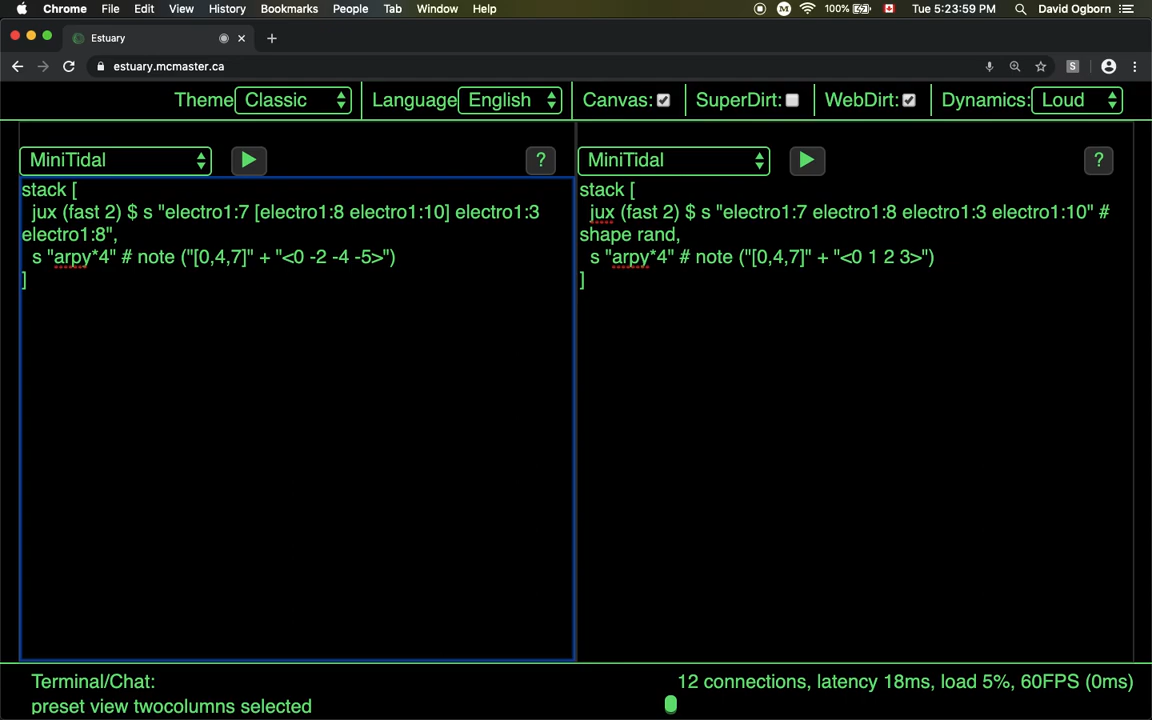 Chrome File Edit View History Bookmarks People Tab Window Help 100% Tue 5:23:59 PM David Ogborn
Estuary
estuary.mcmaster.ca S
Theme Classic Language English Canvas: SuperDirt: WebDirt: Dynamics: Loud
MiniTidal ?
stack [
jux (fast 2) $ s "electro1:7 [electro1:8 electro1:10] electro1:3
electro1:8",
s "arpy*4" # note ("[0,4,7]" + "<0 -2 -4 -5>")
]
MiniTidal ?
stack [
jux (fast 2) $ s "electro1:7 electro1:8 electro1:3 electro1:10" #
shape rand,
s "arpy*4" # note ("[0,4,7]" + "<0 1 2 3>")
]
Terminal/Chat:
preset view twocolumns selected
12 connections, latency 18ms, load 5%, 60FPS (0ms)